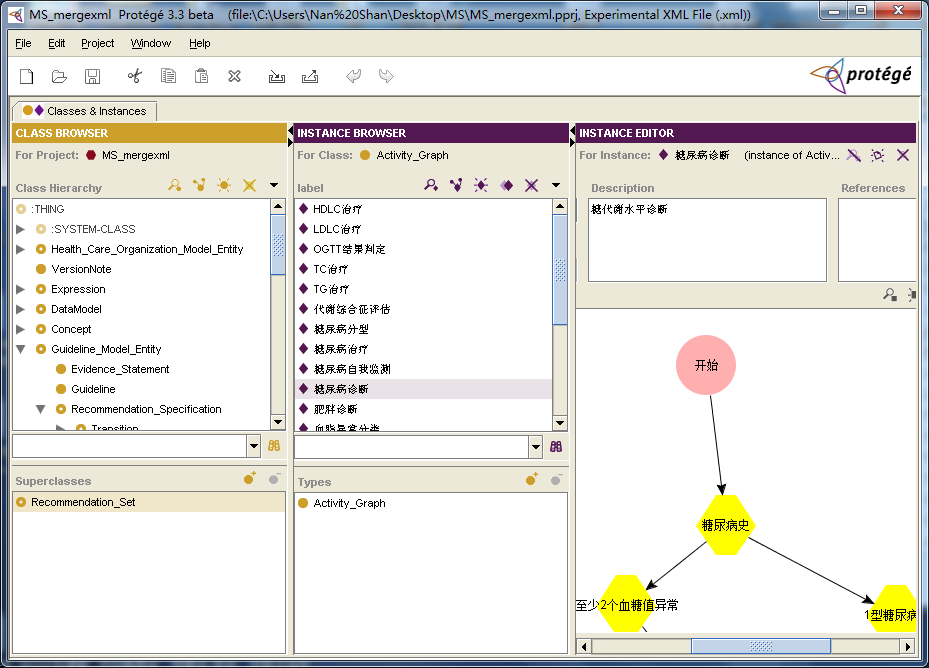 MS_mergexml Protégé 3.3 beta (file:\C:\Users\Nan%20Shan\Desktop\MS\MS_mergexml.pprj, Experimental XML File (.xml))
File Edit Project Window Help
protégé
Classes & Instances
CLASS BROWSER
For Project: MS_mergexml
Class Hierarchy
:THING
:SYSTEM-CLASS
Health_Care_Organization_Model_Entity
VersionNote
Expression
DataModel
Concept
Guideline_Model_Entity
Evidence_Statement
Guideline
Recommendation_Specification
Transition
Superclasses
Recommendation_Set
INSTANCE BROWSER
For Class: Activity_Graph
label
HDLC治疗
LDLC治疗
OGTT结果判定
TC治疗
TG治疗
代谢综合征评估
糖尿病分型
糖尿病治疗
糖尿病自我监测
糖尿病诊断
肥胖诊断
血脂异常分类
Types
Activity_Graph
INSTANCE EDITOR
For Instance: 糖尿病诊断 (instance of Activ...
Description References
糖代谢水平诊断
开始
糖尿病史
至少2个血糖值异常
1型糖尿病